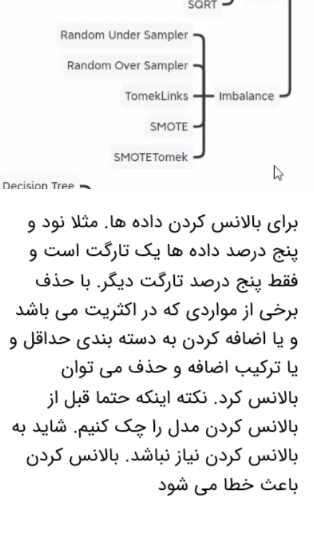 SQRT
Random Under Sampler
Random Over Sampler
TomekLinks
Imbalance
SMOTE
SMOTETomek
Decision Tree
برای بالانس کردن داده ها. مثلا نود و
پنج درصد داده ها یک تارگت است و
فقط پنج درصد تارگت دیگر. با حذف
برخی از مواردی که در اکثریت می باشد
و یا اضافه کردن به دسته بندی حداقل و
یا ترکیب اضافه و حذف می توان
بالانس کرد. نکته اینکه حتما قبل از
بالانس کردن مدل را چک کنیم. شاید به
بالانس کردن نیاز نباشد. بالانس کردن
باعث خطا می شود